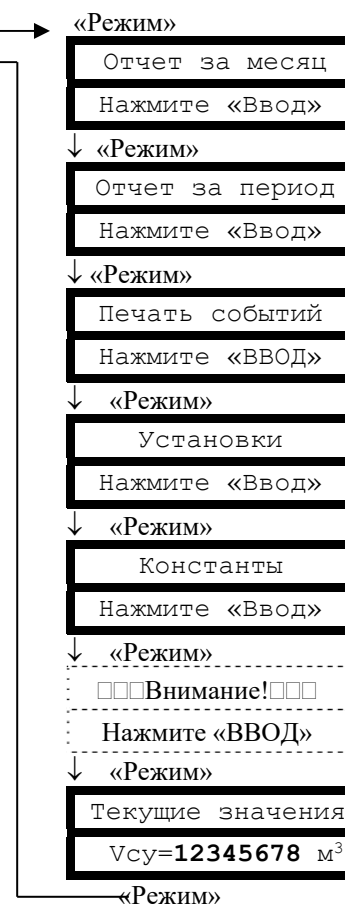 «Режим»
Отчет за месяц
Нажмите «Ввод»
↓ «Режим»
Отчет за период
Нажмите «Ввод»
↓ «Режим»
Печать событий
Нажмите «ВВОД»
↓ «Режим»
Установки
Нажмите «Ввод»
↓ «Режим»
Константы
Нажмите «Ввод»
↓ «Режим»
□□□Внимание!□□□
Нажмите «ВВОД»
↓ «Режим»
Текущие значения
Vсу=12345678 м³
«Режим»